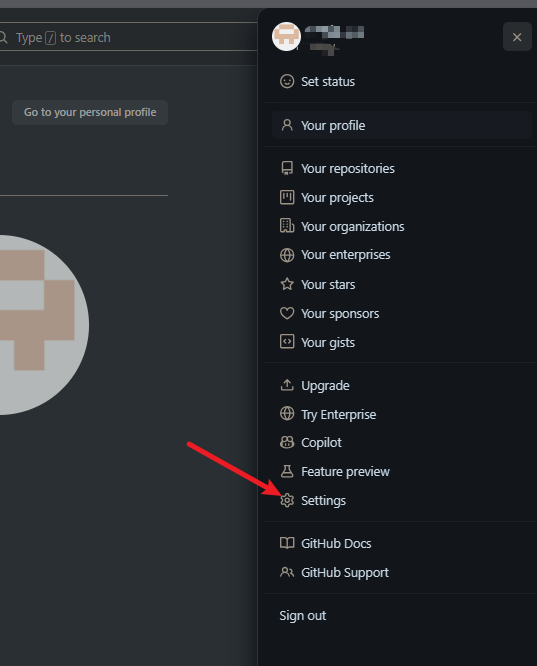 Type / to search
Go to your personal profile
Set status
Your profile
Your repositories
Your projects
Your organizations
Your enterprises
Your stars
Your sponsors
Your gists
Upgrade
Try Enterprise
Copilot
Feature preview
Settings
GitHub Docs
GitHub Support
Sign out